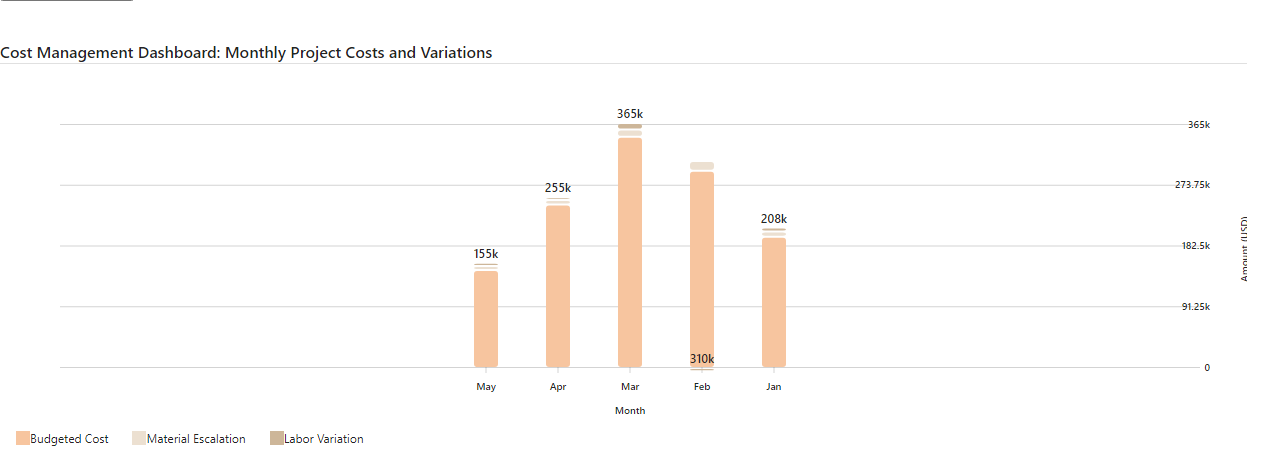 Cost Management Dashboard: Monthly Project Costs and Variations
365k
365k
255k
273.75k
208k
182.5k
155k
Amount (USD)
91.25k
310k
0
May Apr Mar Feb Jan
Month
Budgeted Cost Material Escalation Labor Variation